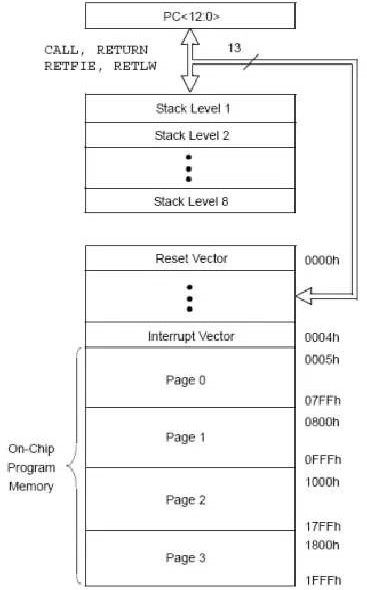 PC<12:0>
CALL, RETURN
RETFIE, RETLW
13
Stack Level 1
Stack Level 2
Stack Level 8
Reset Vector
0000h
Interrupt Vector
0004h
0005h
Page 0
07FFh
0800h
Page 1
On-Chip
Program
Memory
0FFFh
1000h
Page 2
17FFh
1800h
Page 3
1FFFh